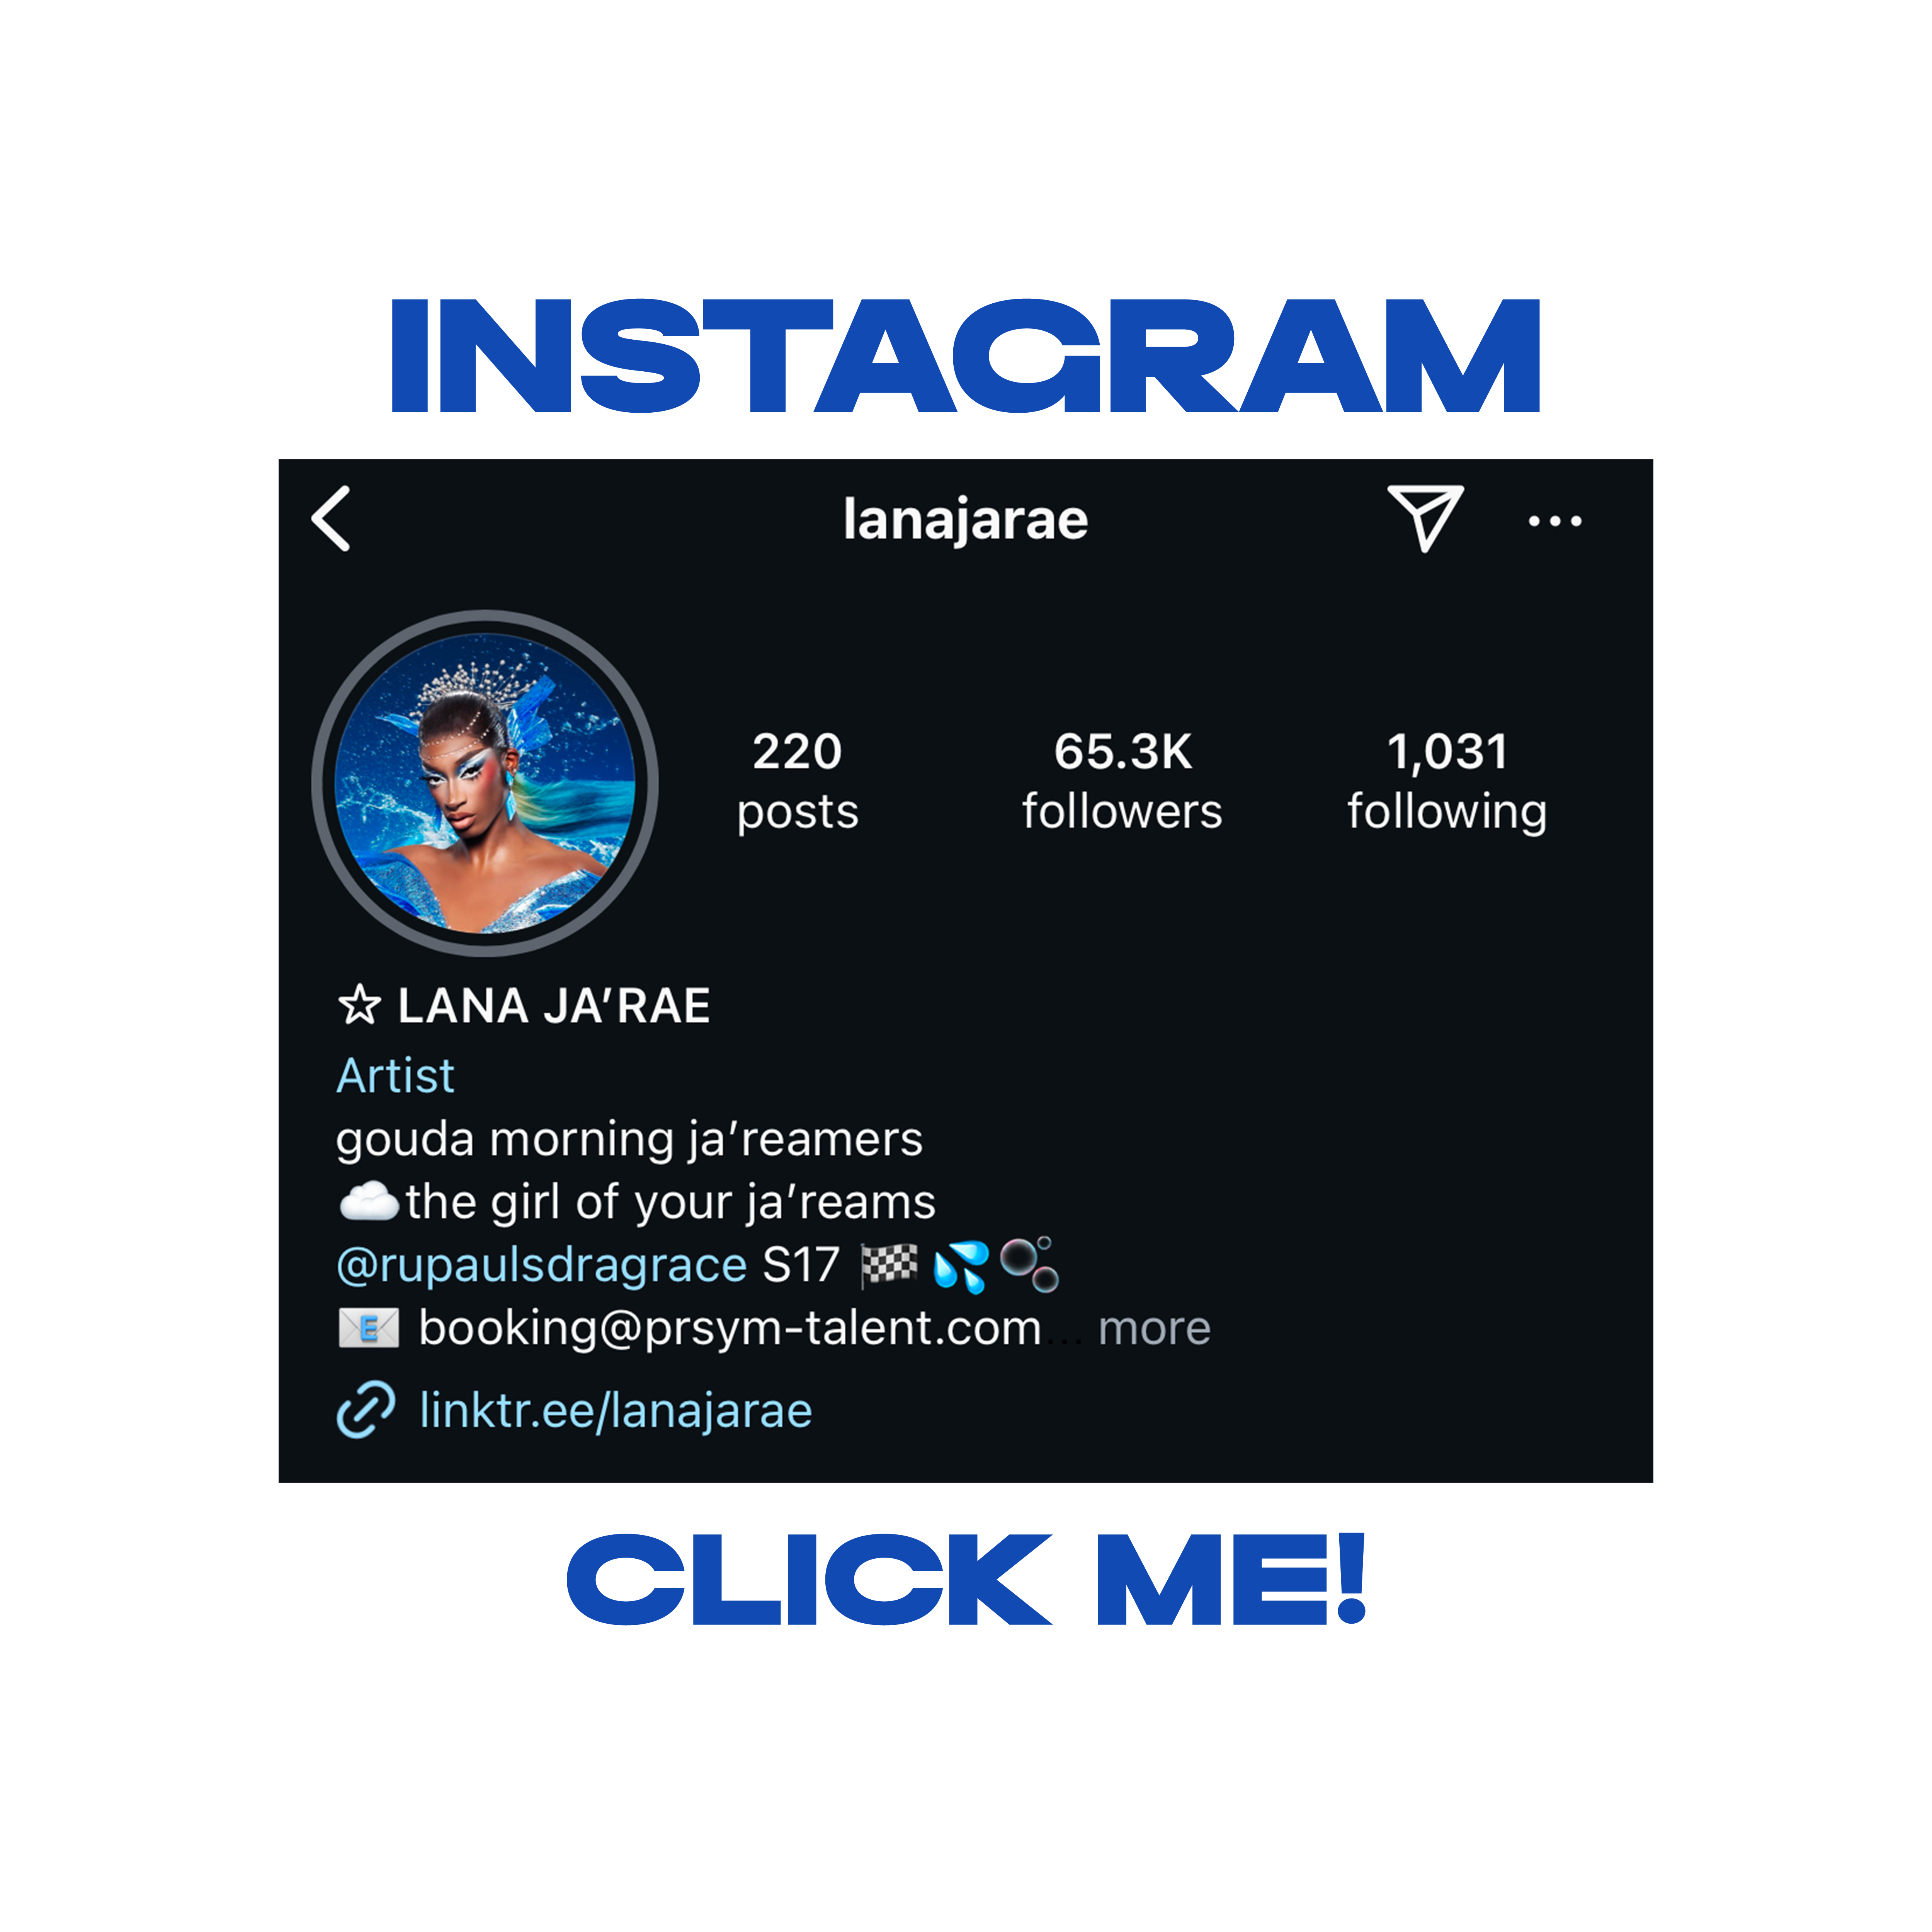 INSTAGRAM
lanajarae
220
posts
65.3K
followers
1,031
following
☆ LANA JA’RAE
Artist
gouda morning ja’reamers
☁️the girl of your ja’reams
@rupaulsdragrace S17 🏁💦🫧
📧 booking@prsym-talent.com... more
linktr.ee/lanajarae
CLICK ME!